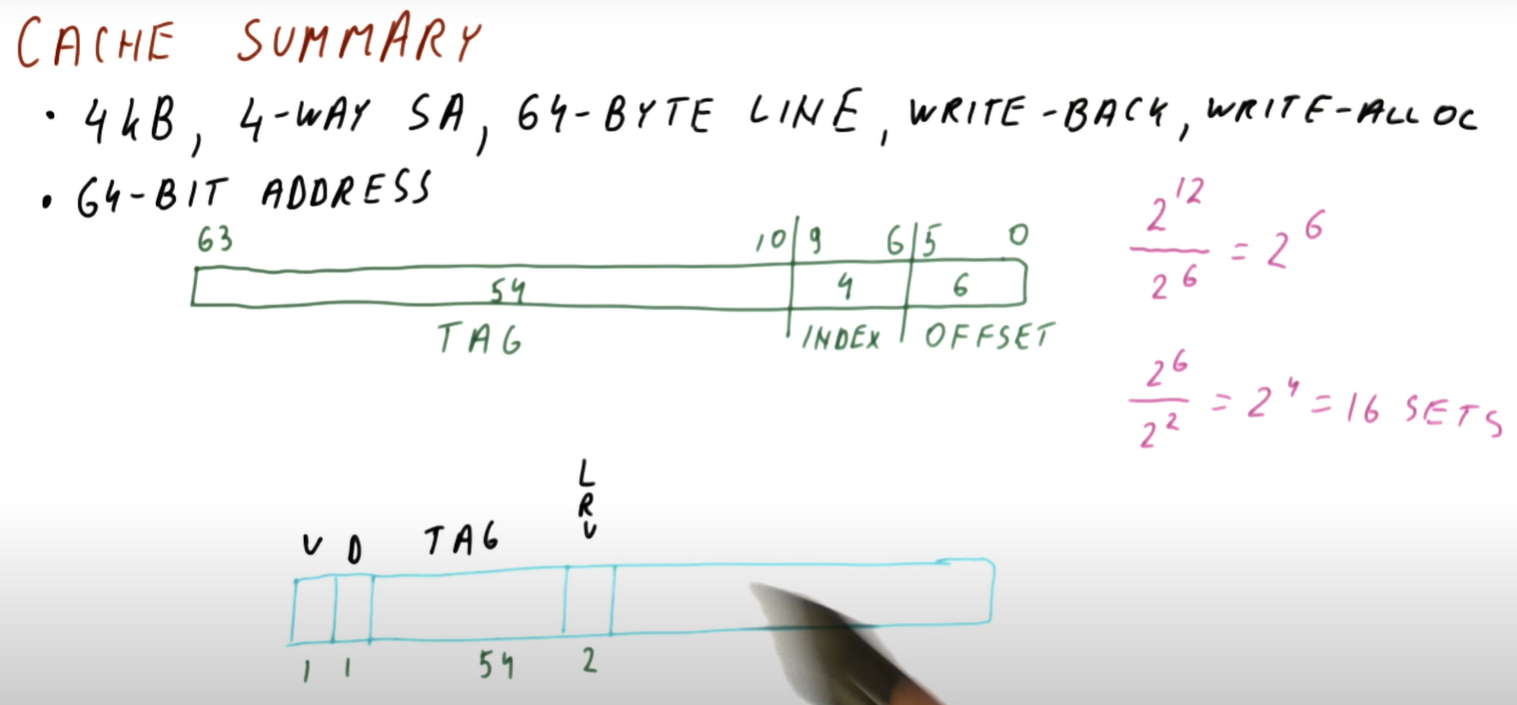 CACHE SUMMARY
• 4kB, 4-WAY SA, 64-BYTE LINE, WRITE-BACK, WRITE-ALLOC
• 64-BIT ADDRESS
63 10 9 6 5 0
54 4 6
TAG INDEX OFFSET
2^12 / 2^6 = 2^6
2^6 / 2^2 = 2^4 = 16 SETS
V D TAG LRU
1 1 54 2